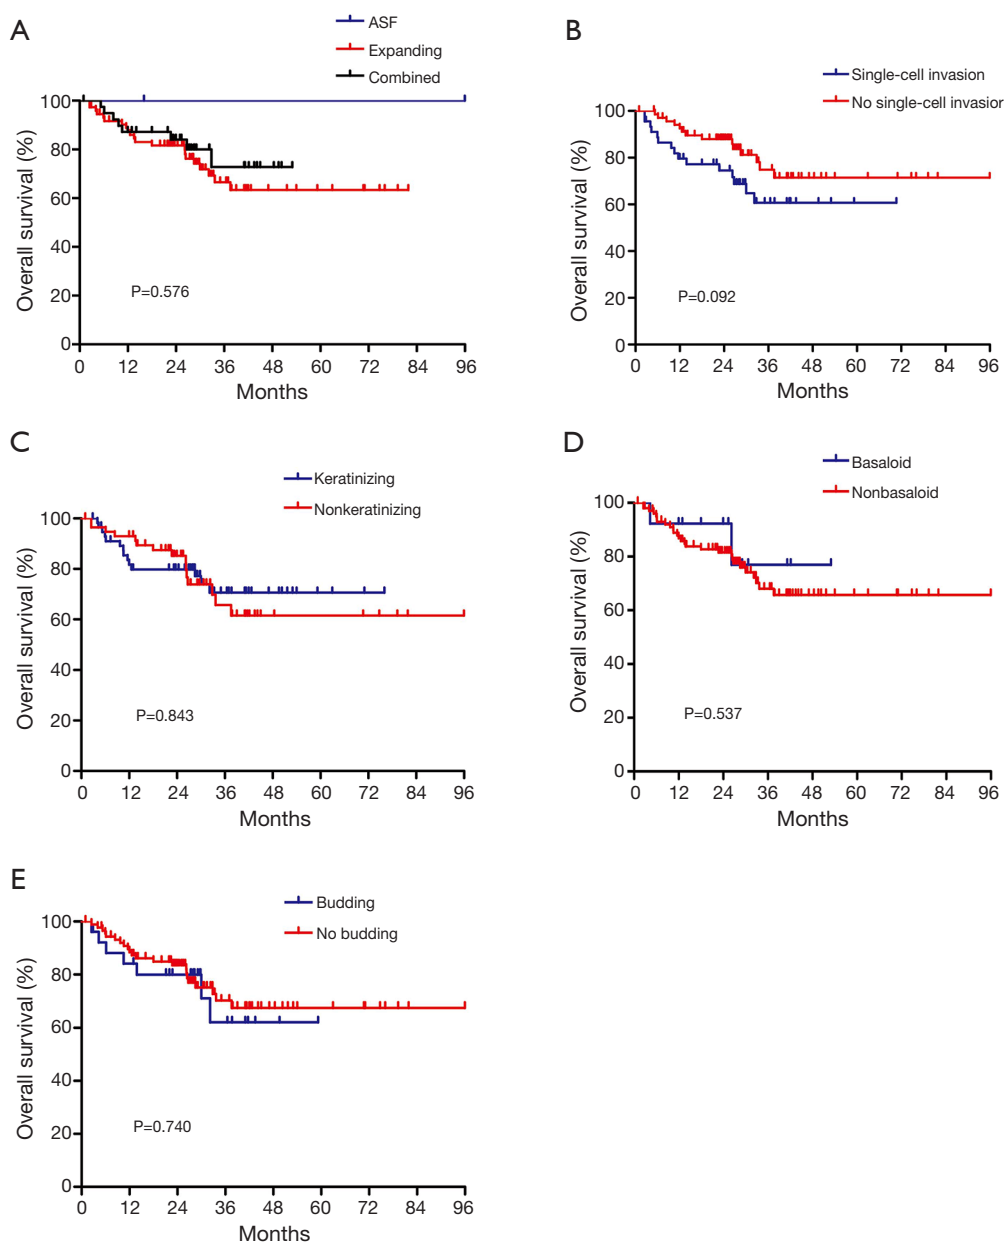 A
ASF
Expanding
Combined
100
80
60
40
20
0
Overall survival (%)
P=0.576
0 12 24 36 48 60 72 84 96
Months
B
Single-cell invasion
No single-cell invasior
100
80
60
40
20
0
Overall survival (%)
P=0.092
0 12 24 36 48 60 72 84 96
Months
C
Keratinizing
Nonkeratinizing
100
80
60
40
20
0
Overall survival (%)
P=0.843
0 12 24 36 48 60 72 84 96
Months
D
Basaloid
Nonbasaloid
100
80
60
40
20
0
Overall survival (%)
P=0.537
0 12 24 36 48 60 72 84 96
Months
E
Budding
No budding
100
80
60
40
20
0
Overall survival (%)
P=0.740
0 12 24 36 48 60 72 84 96
Months